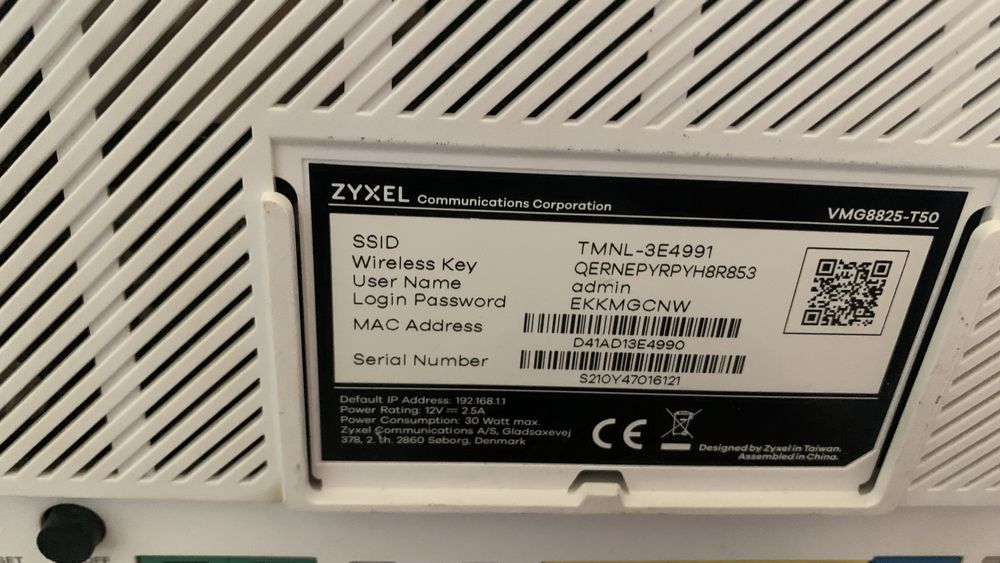 ZYXEL Communications Corporation
VMG8825-T50
SSID TMNL-3E4991
Wireless Key QERNEPYRPYH8R853
User Name admin
Login Password EKKMGCNW
MAC Address
D41AD13E4990
Serial Number
S210Y47016121
Default IP Address: 192.168.1.1
Power Rating: 12V ⎓ 2.5A
Power Consumption: 30 Watt max.
Zyxel Communications A/S, Gladsaxevej
378, 2. th. 2860 Søborg, Denmark
CE
Designed by Zyxel in Taiwan.
Assembled in China.